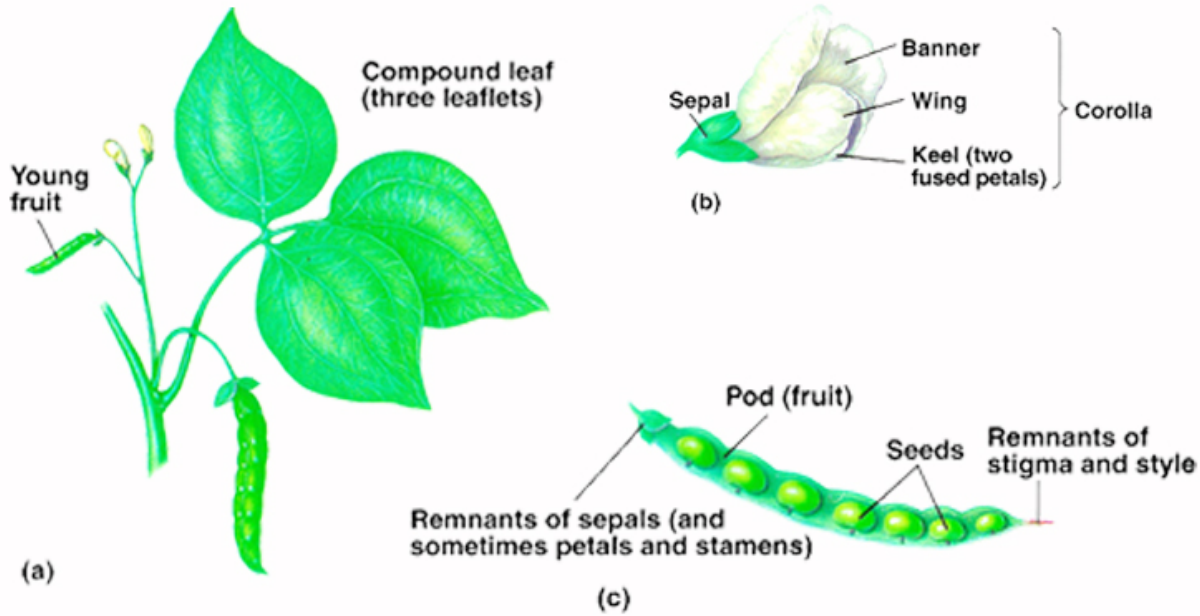 Compound leaf
(three leaflets)
Young
fruit
(a)
Banner
Sepal
Wing
Corolla
Keel (two
fused petals)
(b)
Pod (fruit)
Seeds
Remnants of
stigma and style
Remnants of sepals (and
sometimes petals and stamens)
(c)